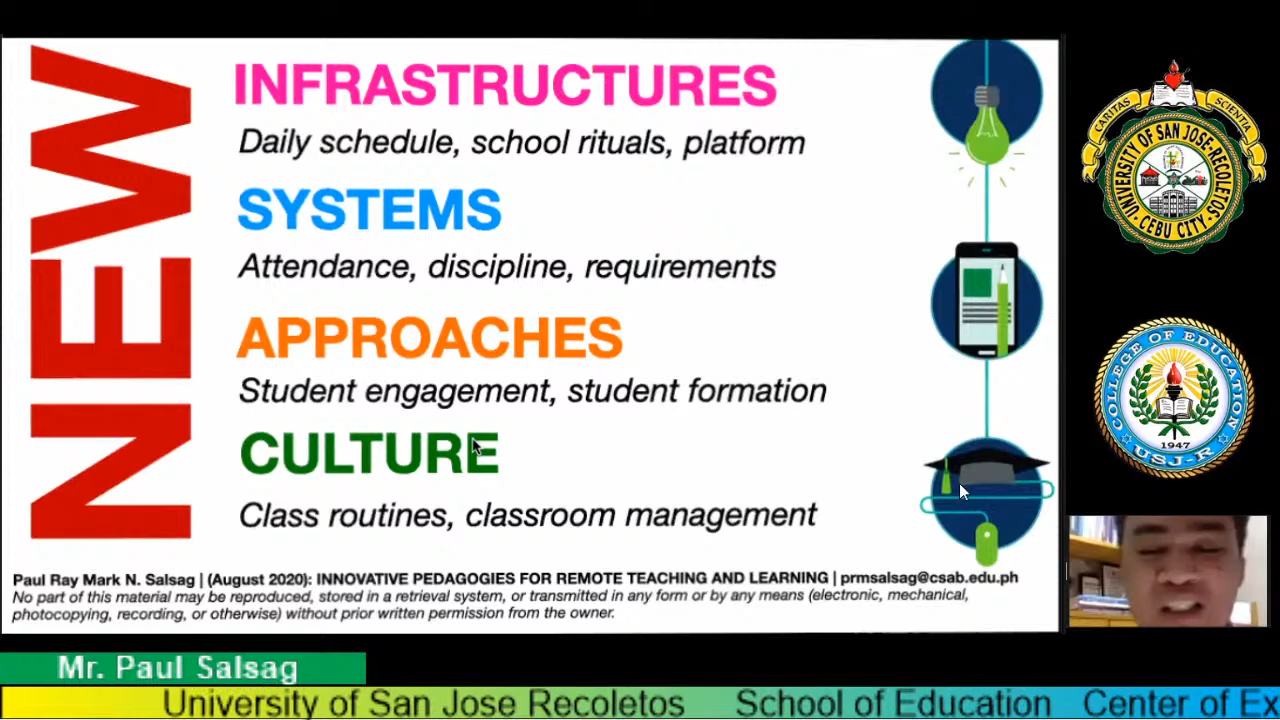 NEW
INFRASTRUCTURES
Daily schedule, school rituals, platform
SYSTEMS
Attendance, discipline, requirements
APPROACHES
Student engagement, student formation
CULTURE
Class routines, classroom management
Paul Ray Mark N. Salsag | (August 2020): INNOVATIVE PEDAGOGIES FOR REMOTE TEACHING AND LEARNING | prmsalsag@csab.edu.ph
No part of this material may be reproduced, stored in a retrieval system, or transmitted in any form or by any means (electronic, mechanical,
photocopying, recording, or otherwise) without prior written permission from the owner.
CARITAS SCIENTIA
UNIVERSITY OF SAN JOSE-RECOLETOS
CEBU CITY
COLLEGE OF EDUCATION
1947
USJ-R
Mr. Paul Salsag
University of San Jose Recoletos School of Education Center of Ex